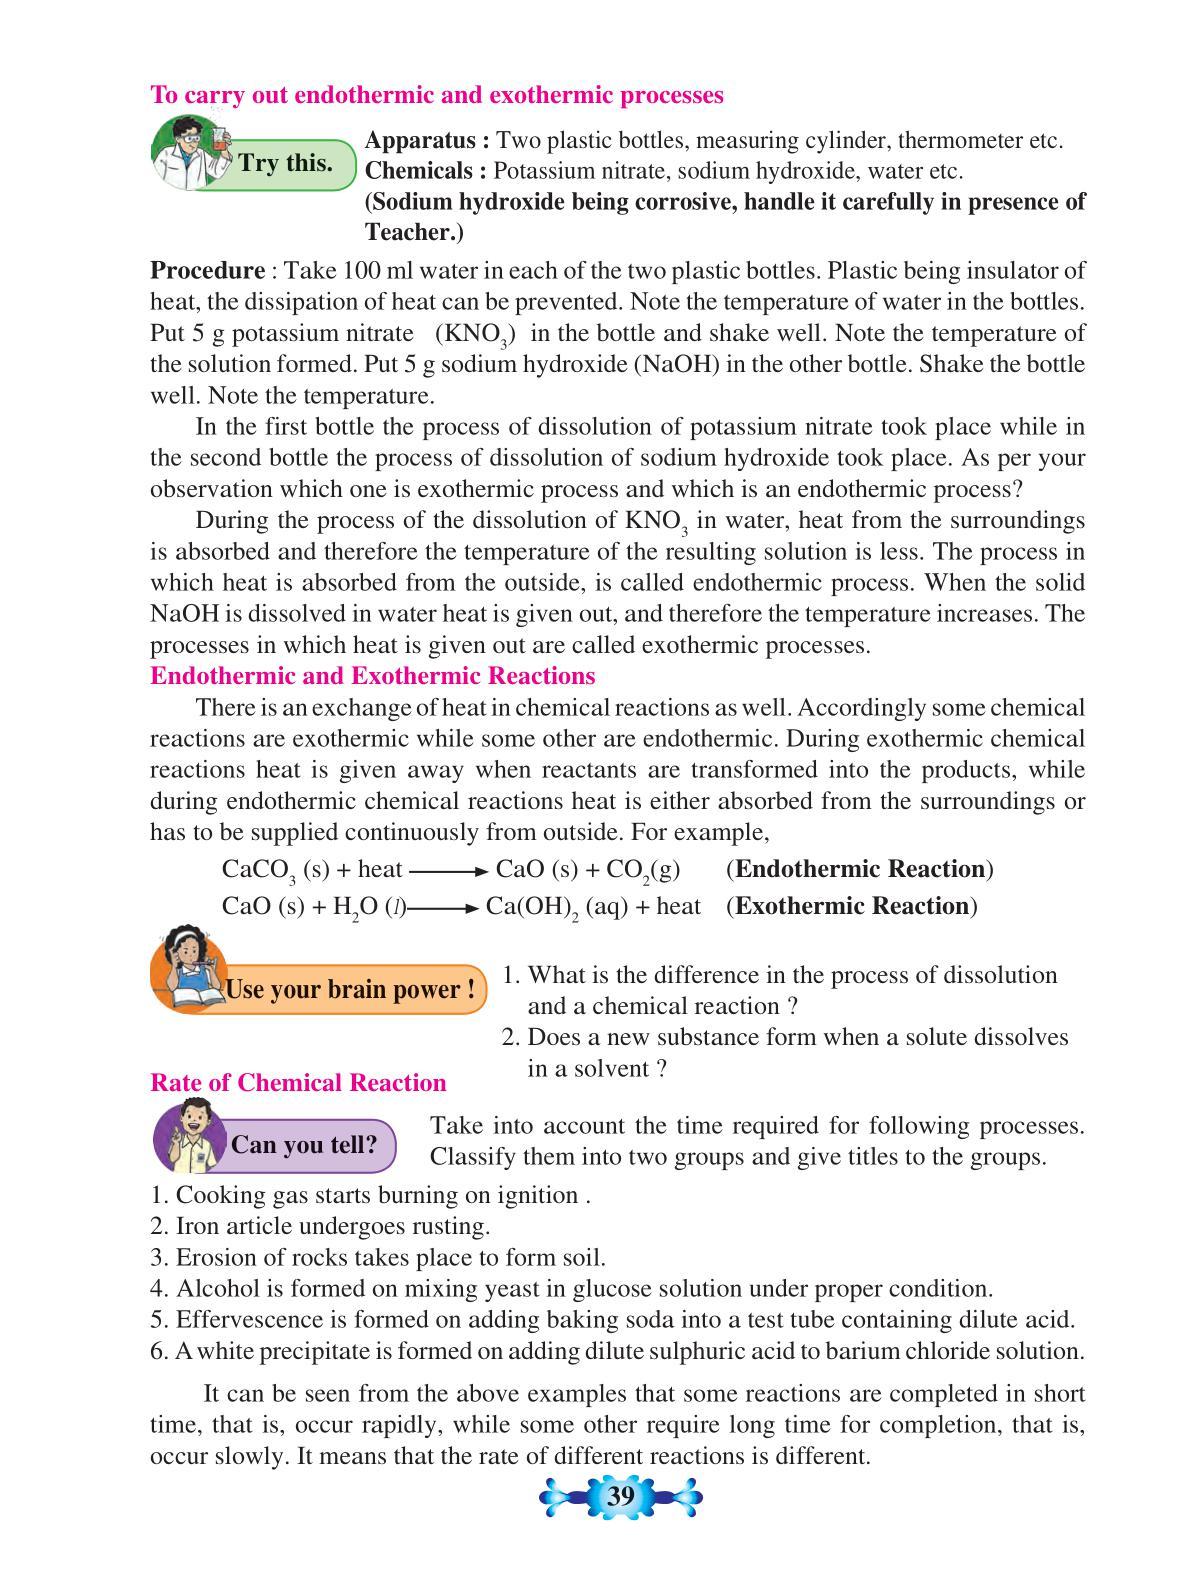 To carry out endothermic and exothermic processes
Try this.
Apparatus : Two plastic bottles, measuring cylinder, thermometer etc.
Chemicals : Potassium nitrate, sodium hydroxide, water etc.
(Sodium hydroxide being corrosive, handle it carefully in presence of
Teacher.)
Procedure : Take 100 ml water in each of the two plastic bottles. Plastic being insulator of
heat, the dissipation of heat can be prevented. Note the temperature of water in the bottles.
Put 5 g potassium nitrate (KNO₃) in the bottle and shake well. Note the temperature of
the solution formed. Put 5 g sodium hydroxide (NaOH) in the other bottle. Shake the bottle
well. Note the temperature.
In the first bottle the process of dissolution of potassium nitrate took place while in
the second bottle the process of dissolution of sodium hydroxide took place. As per your
observation which one is exothermic process and which is an endothermic process?
During the process of the dissolution of KNO₃ in water, heat from the surroundings
is absorbed and therefore the temperature of the resulting solution is less. The process in
which heat is absorbed from the outside, is called endothermic process. When the solid
NaOH is dissolved in water heat is given out, and therefore the temperature increases. The
processes in which heat is given out are called exothermic processes.
Endothermic and Exothermic Reactions
There is an exchange of heat in chemical reactions as well. Accordingly some chemical
reactions are exothermic while some other are endothermic. During exothermic chemical
reactions heat is given away when reactants are transformed into the products, while
during endothermic chemical reactions heat is either absorbed from the surroundings or
has to be supplied continuously from outside. For example,
CaCO₃ (s) + heat ⟶ CaO (s) + CO₂(g) (Endothermic Reaction)
CaO (s) + H₂O (l) ⟶ Ca(OH)₂ (aq) + heat (Exothermic Reaction)
Use your brain power !
1. What is the difference in the process of dissolution
and a chemical reaction ?
2. Does a new substance form when a solute dissolves
in a solvent ?
Rate of Chemical Reaction
Can you tell?
Take into account the time required for following processes.
Classify them into two groups and give titles to the groups.
1. Cooking gas starts burning on ignition .
2. Iron article undergoes rusting.
3. Erosion of rocks takes place to form soil.
4. Alcohol is formed on mixing yeast in glucose solution under proper condition.
5. Effervescence is formed on adding baking soda into a test tube containing dilute acid.
6. A white precipitate is formed on adding dilute sulphuric acid to barium chloride solution.
It can be seen from the above examples that some reactions are completed in short
time, that is, occur rapidly, while some other require long time for completion, that is,
occur slowly. It means that the rate of different reactions is different.
39